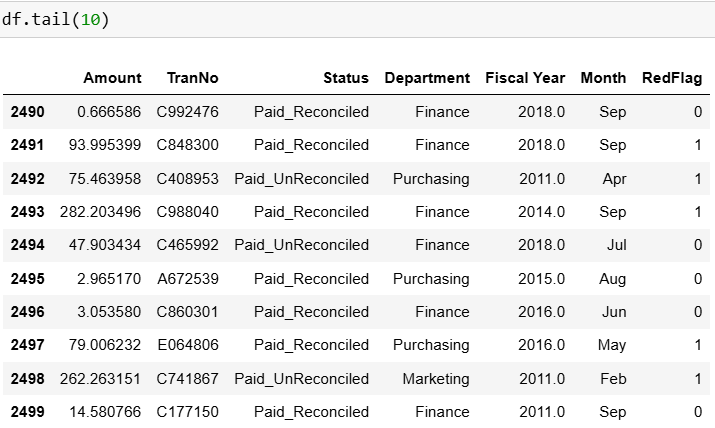 df.tail(10)
Amount TranNo Status Department Fiscal Year Month RedFlag
2490 0.666586 C992476 Paid_Reconciled Finance 2018.0 Sep 0
2491 93.995399 C848300 Paid_Reconciled Finance 2018.0 Sep 1
2492 75.463958 C408953 Paid_UnReconciled Purchasing 2011.0 Apr 1
2493 282.203496 C988040 Paid_Reconciled Finance 2014.0 Sep 1
2494 47.903434 C465992 Paid_UnReconciled Finance 2018.0 Jul 0
2495 2.965170 A672539 Paid_Reconciled Purchasing 2015.0 Aug 0
2496 3.053580 C860301 Paid_Reconciled Finance 2016.0 Jun 0
2497 79.006232 E064806 Paid_Reconciled Purchasing 2016.0 May 1
2498 262.263151 C741867 Paid_UnReconciled Marketing 2011.0 Feb 1
2499 14.580766 C177150 Paid_Reconciled Finance 2011.0 Sep 0